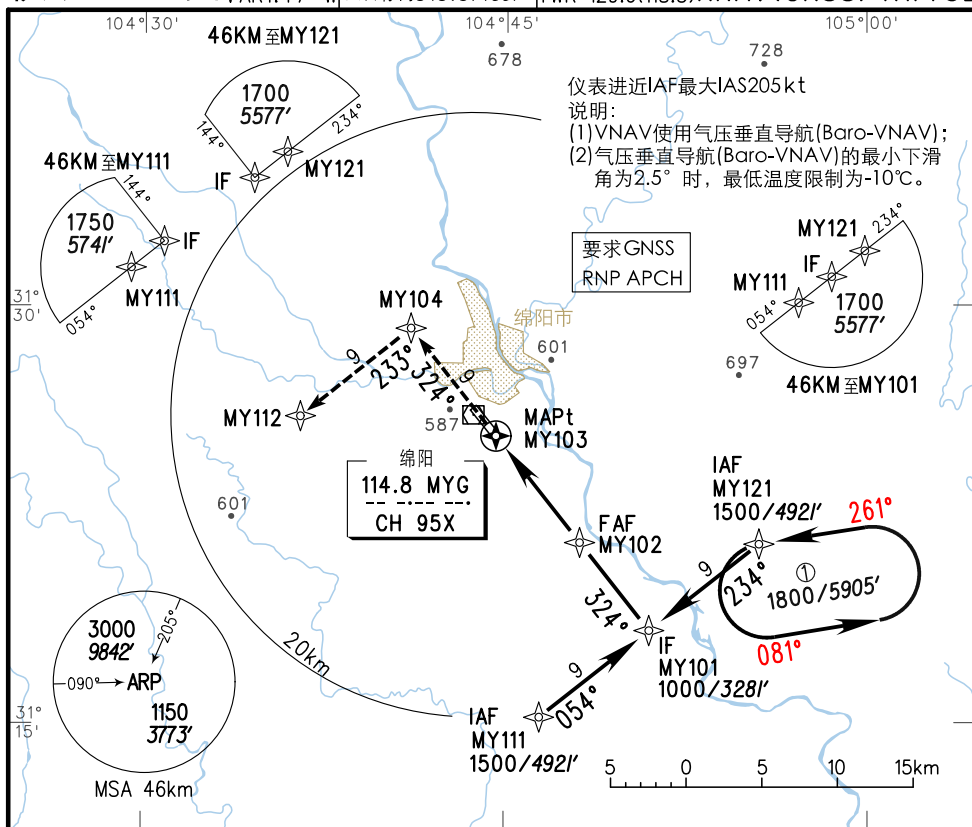 104°30'
104°45'
105°00'
46KM至MY121
1700
5577'
144°
234°
MY121
IF
678
728
仪表进近IAF最大IAS205kt
说明:
(1)VNAV使用气压垂直导航(Baro-VNAV);
(2)气压垂直导航(Baro-VNAV)的最小下滑
角为2.5°时，最低温度限制为-10℃。
46KM至MY111
144°
1750
5741'
IF
MY111
054°
要求GNSS
RNP APCH
MY121
234°
IF
MY111
054°
1700
5577'
46KM至MY101
31°
30'
MY104
绵阳市
601
697
9
233°
324°
9
MY112
587
MAPt
MY103
绵阳
114.8 MYG
CH 95X
601
IAF
MY121
1500/4921'
261°
FAF
MY102
9
234°
①
1800/5905'
081°
324°
IF
MY101
1000/3281'
3000
9842'
205°
090°
ARP
1150
3773'
MSA 46km
20km
9
054°
IAF
MY111
1500/4921'
31°
15'
5
0
5
10
15km